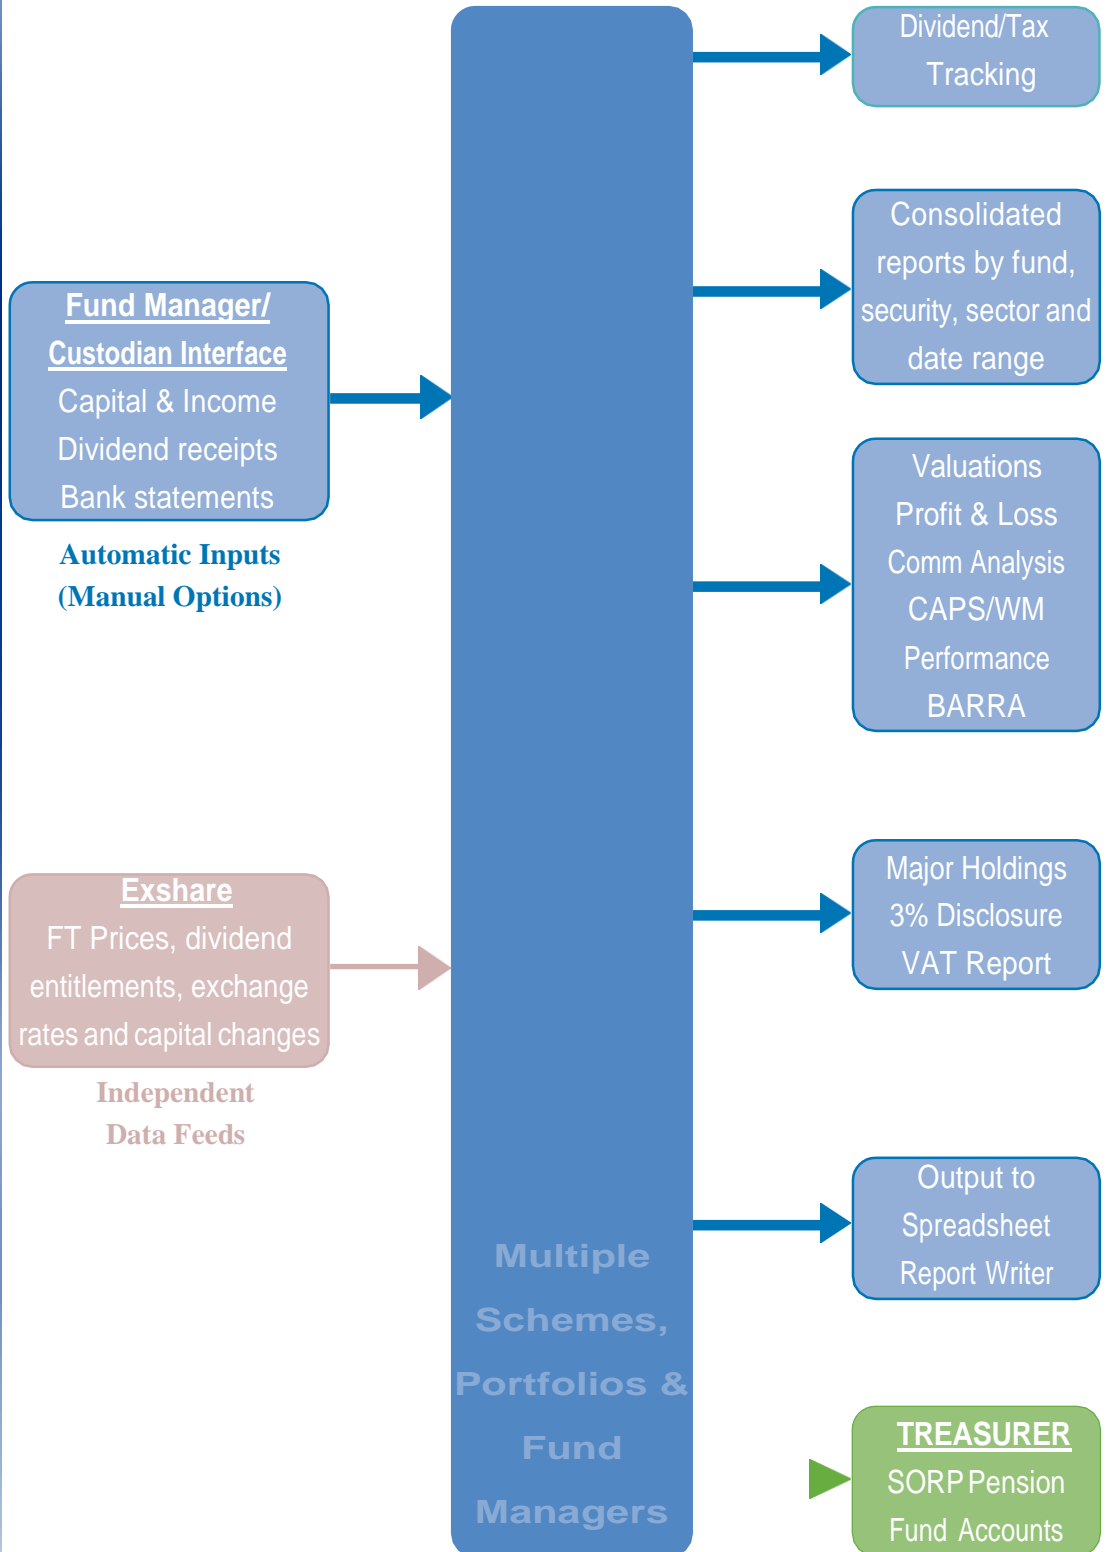 Fund Manager/
Custodian Interface
Capital & Income
Dividend receipts
Bank statements
Automatic Inputs
(Manual Options)
Exshare
FT Prices, dividend
entitlements, exchange
rates and capital changes
Independent
Data Feeds
Multiple
Schemes,
Portfolios &
Fund
Managers
Dividend/Tax
Tracking
Consolidated
reports by fund,
security, sector and
date range
Valuations
Profit & Loss
Comm Analysis
CAPS/WM
Performance
BARRA
Major Holdings
3% Disclosure
VAT Report
Output to
Spreadsheet
Report Writer
TREASURER
SORP Pension
Fund Accounts